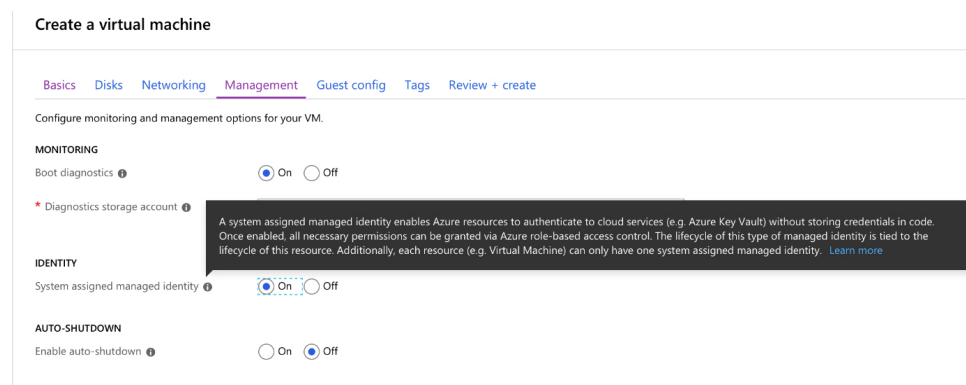 Create a virtual machine
Basics Disks Networking Management Guest config Tags Review + create
Configure monitoring and management options for your VM.
MONITORING
Boot diagnostics On Off
* Diagnostics storage account
A system assigned managed identity enables Azure resources to authenticate to cloud services (e.g. Azure Key Vault) without storing credentials in code.
Once enabled, all necessary permissions can be granted via Azure role-based access control. The lifecycle of this type of managed identity is tied to the
lifecycle of this resource. Additionally, each resource (e.g. Virtual Machine) can only have one system assigned managed identity. Learn more
IDENTITY
System assigned managed identity On Off
AUTO-SHUTDOWN
Enable auto-shutdown On Off